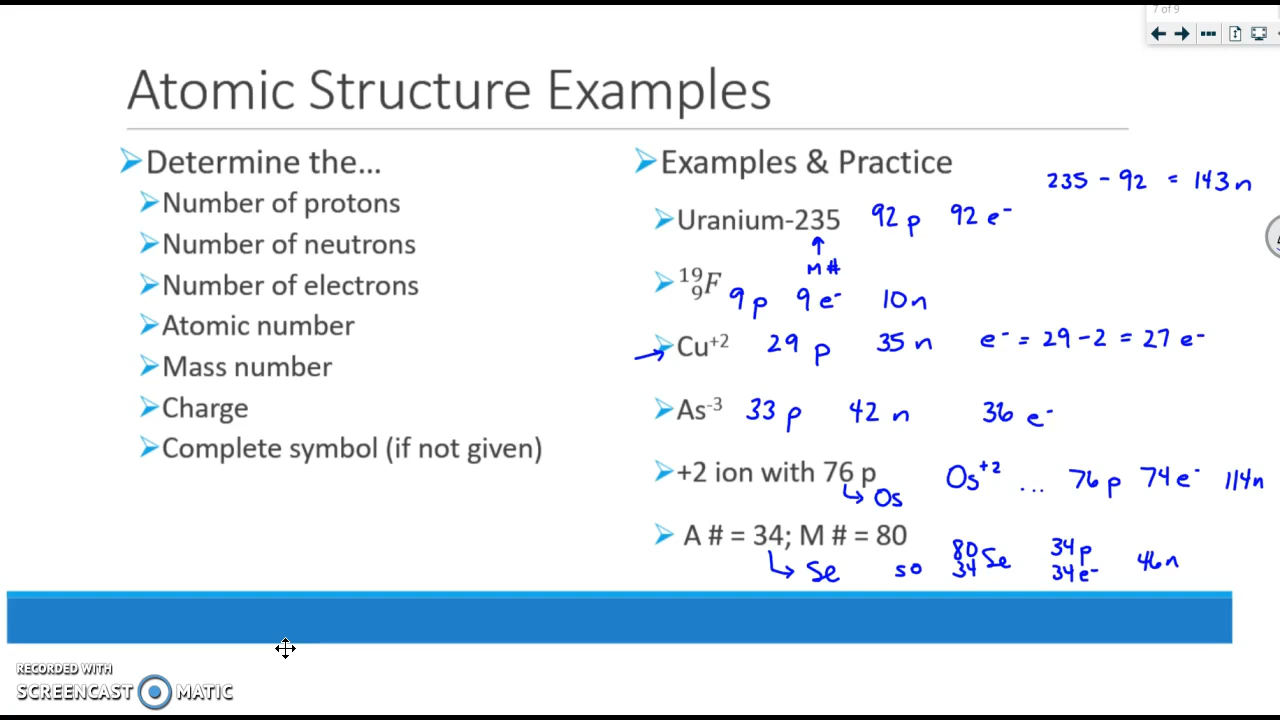 7 of 9
Atomic Structure Examples
Determine the...
Number of protons
Number of neutrons
Number of electrons
Atomic number
Mass number
Charge
Complete symbol (if not given)
Examples & Practice
235 - 92 = 143 n
Uranium-235 92 p 92 e⁻
M #
¹⁹₉F 9 p 9 e⁻ 10 n
Cu⁺² 29 p 35 n e⁻ = 29 - 2 = 27 e⁻
As⁻³ 33 p 42 n 36 e⁻
+2 ion with 76 p Os⁺² ... 76 p 74 e⁻ 114 n
Os
A # = 34; M # = 80
Se so ⁸⁰₃₄Se 34 p 34 e⁻ 46 n
RECORDED WITH
SCREENCAST MATIC